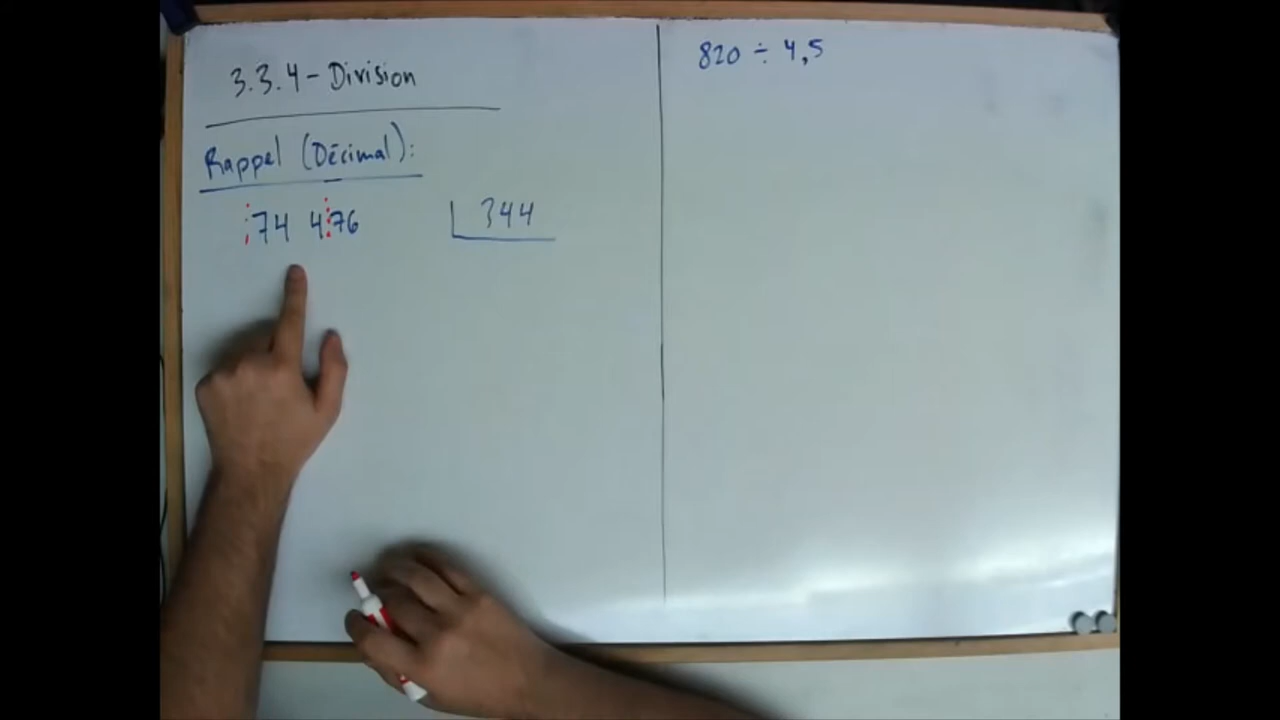 3.3.4 - Division
Rappel (Décimal):
74 476 344
820 ÷ 4,5